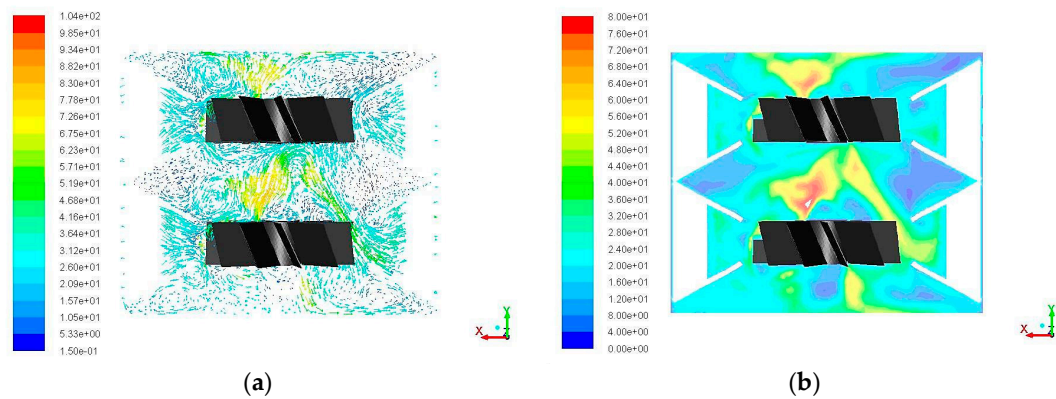 1.04e+02
9.85e+01
9.34e+01
8.82e+01
8.30e+01
7.78e+01
7.26e+01
6.75e+01
6.23e+01
5.71e+01
5.19e+01
4.68e+01
4.16e+01
3.64e+01
3.12e+01
2.60e+01
2.09e+01
1.57e+01
1.05e+01
5.33e+00
1.50e-01
Y
X
Z
(a)
8.00e+01
7.60e+01
7.20e+01
6.80e+01
6.40e+01
6.00e+01
5.60e+01
5.20e+01
4.80e+01
4.40e+01
4.00e+01
3.60e+01
3.20e+01
2.80e+01
2.40e+01
2.00e+01
1.60e+01
1.20e+01
8.00e+00
4.00e+00
0.00e+00
Y
X
Z
(b)